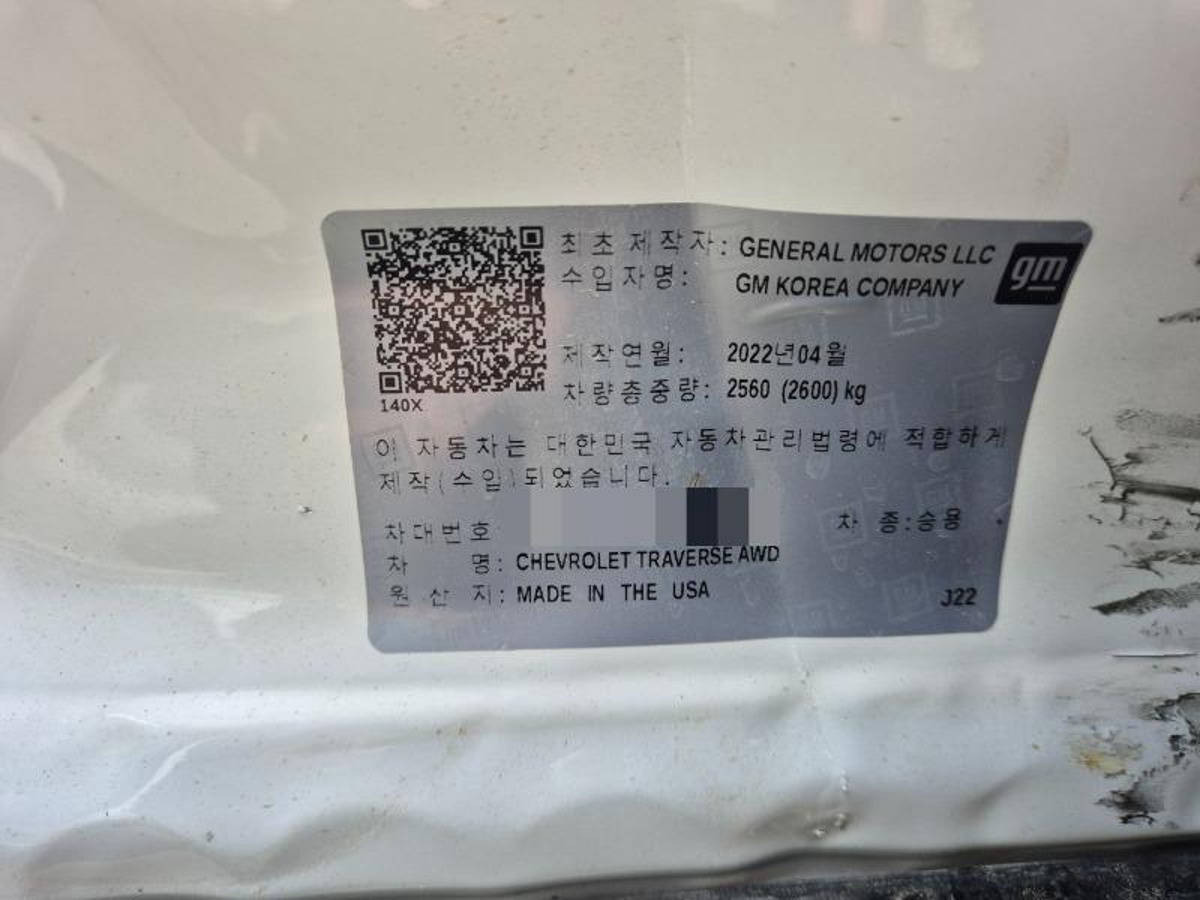 최초 제작자: GENERAL MOTORS LLC
gm
수입자명: GM KOREA COMPANY
제작연월: 2022년04월
차량총중량: 2560 (2600) kg
140X
이 자동차는 대한민국 자동차관리법령에 적합하게
제작(수입)되었습니다.
차대번호
차 종:승용
차 명: CHEVROLET TRAVERSE AWD
원 산 지: MADE IN THE USA
J22